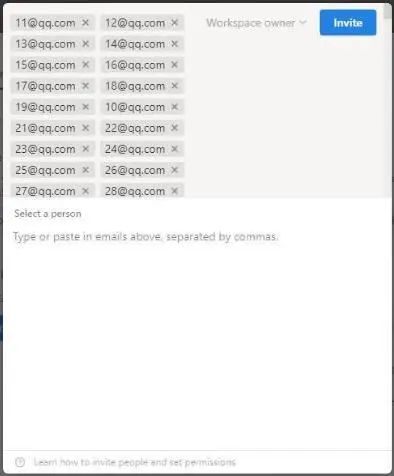 11@qq.com × 12@qq.com × Workspace owner Invite
13@qq.com × 14@qq.com ×
15@qq.com × 16@qq.com ×
17@qq.com × 18@qq.com ×
19@qq.com × 10@qq.com ×
21@qq.com × 22@qq.com ×
23@qq.com × 24@qq.com ×
25@qq.com × 26@qq.com ×
27@qq.com × 28@qq.com ×
Select a person
Type or paste in emails above, separated by commas.
Learn how to invite people and set permissions